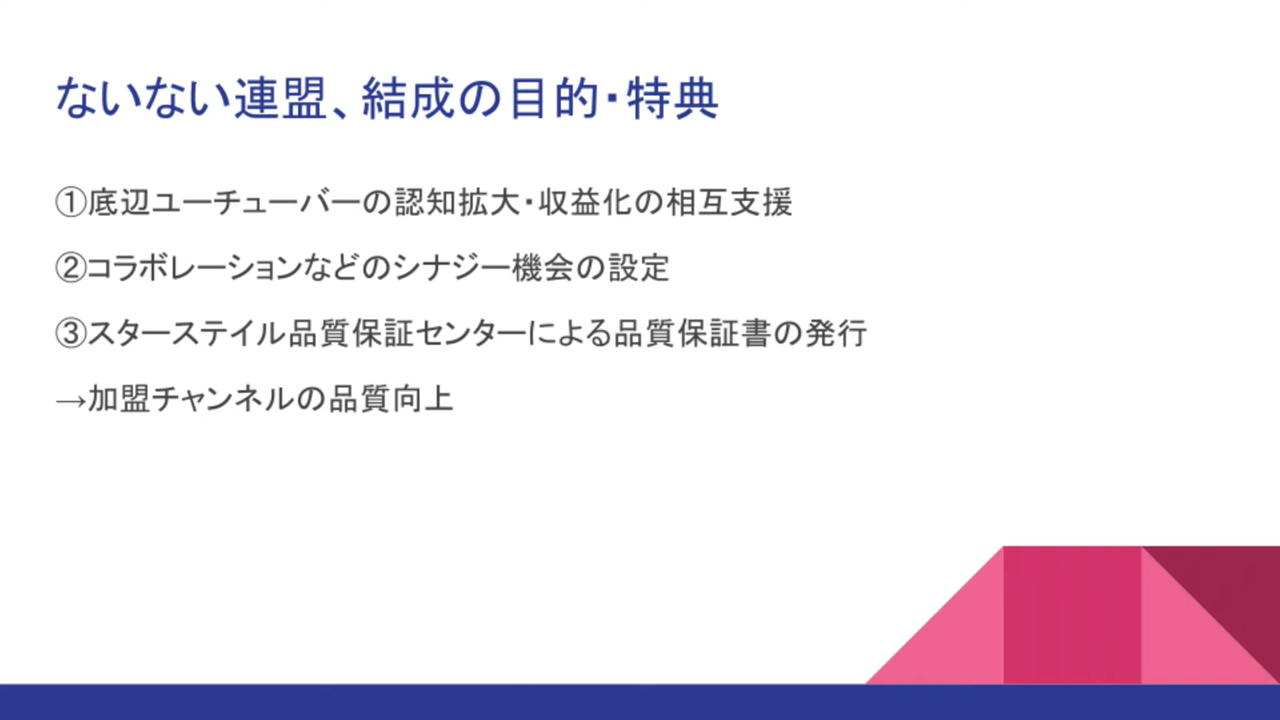 ないない連盟、結成の目的・特典
①底辺ユーチューバーの認知拡大・収益化の相互支援
②コラボレーションなどのシナジー機会の設定
③スターステイル品質保証センターによる品質保証書の発行
→加盟チャンネルの品質向上